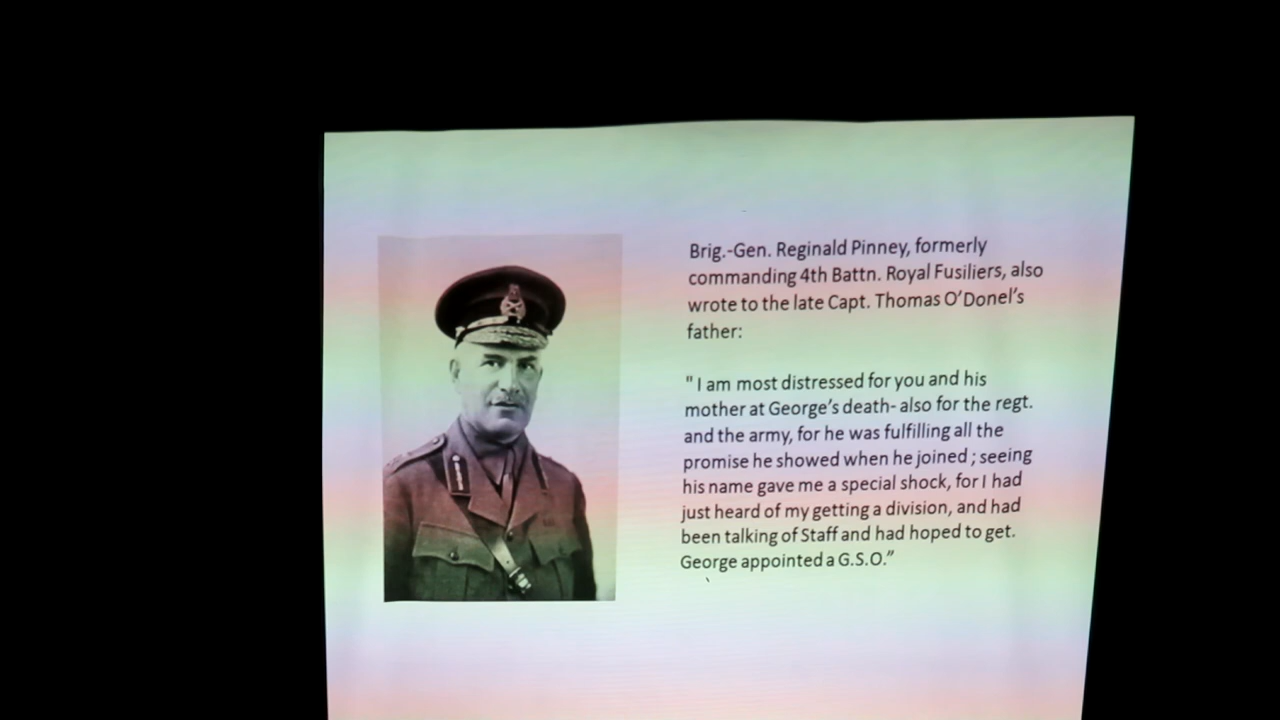 Brig.-Gen. Reginald Pinney, formerly
commanding 4th Battn. Royal Fusiliers, also
wrote to the late Capt. Thomas O’Donel’s
father:
" I am most distressed for you and his
mother at George’s death- also for the regt.
and the army, for he was fulfilling all the
promise he showed when he joined ; seeing
his name gave me a special shock, for I had
just heard of my getting a division, and had
been talking of Staff and had hoped to get.
George appointed a G.S.O.”